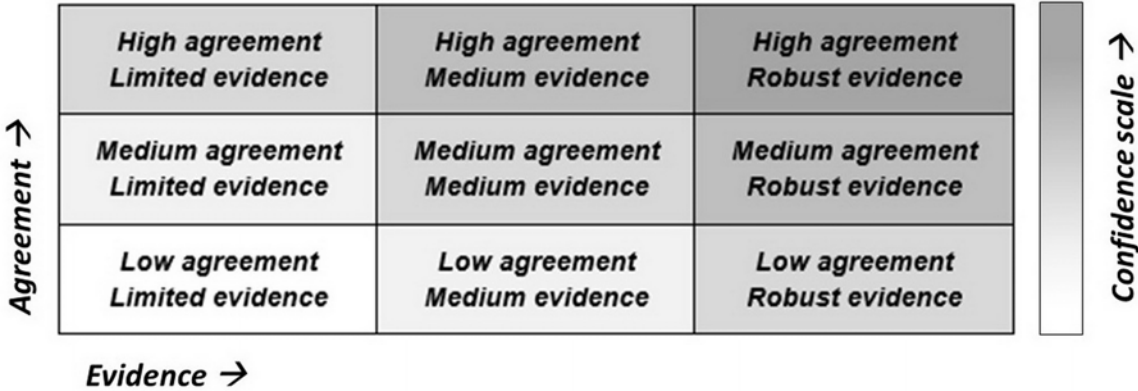 High agreement
Limited evidence
High agreement
Medium evidence
High agreement
Robust evidence
Medium agreement
Limited evidence
Medium agreement
Medium evidence
Medium agreement
Robust evidence
Low agreement
Limited evidence
Low agreement
Medium evidence
Low agreement
Robust evidence
Agreement →
Evidence →
Confidence scale →